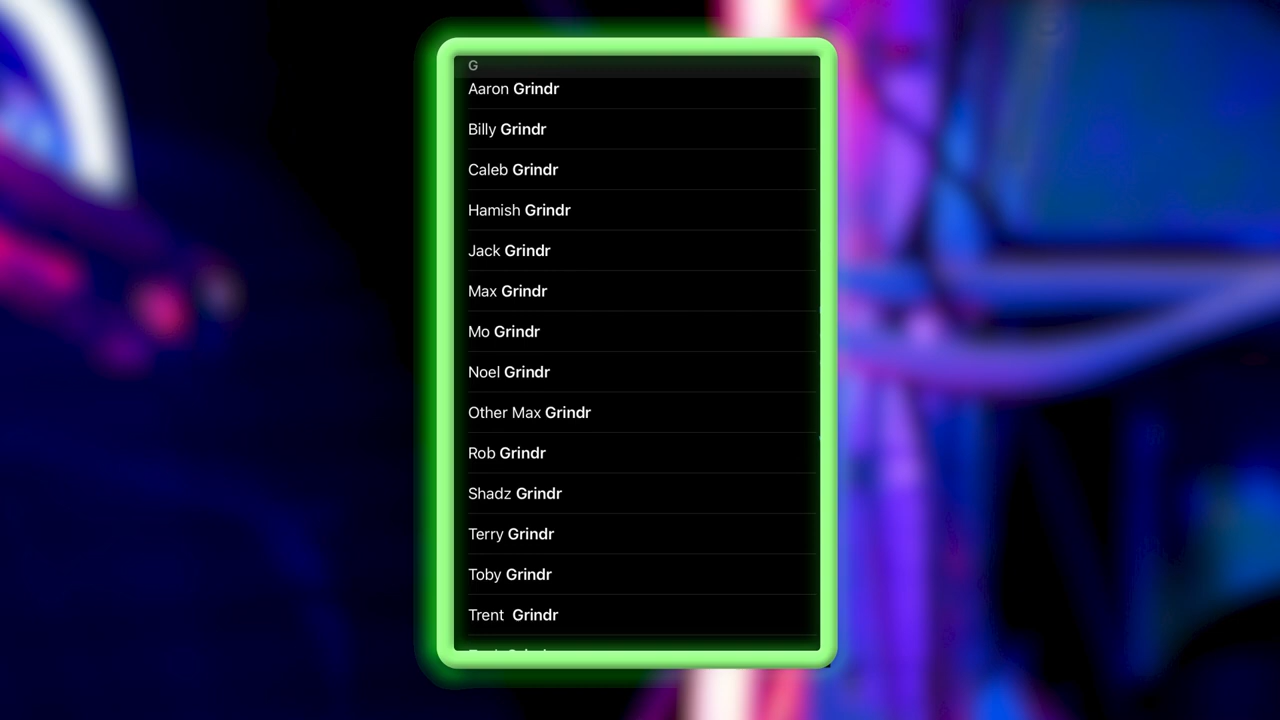 G
Aaron Grindr
Billy Grindr
Caleb Grindr
Hamish Grindr
Jack Grindr
Max Grindr
Mo Grindr
Noel Grindr
Other Max Grindr
Rob Grindr
Shadz Grindr
Terry Grindr
Toby Grindr
Trent Grindr